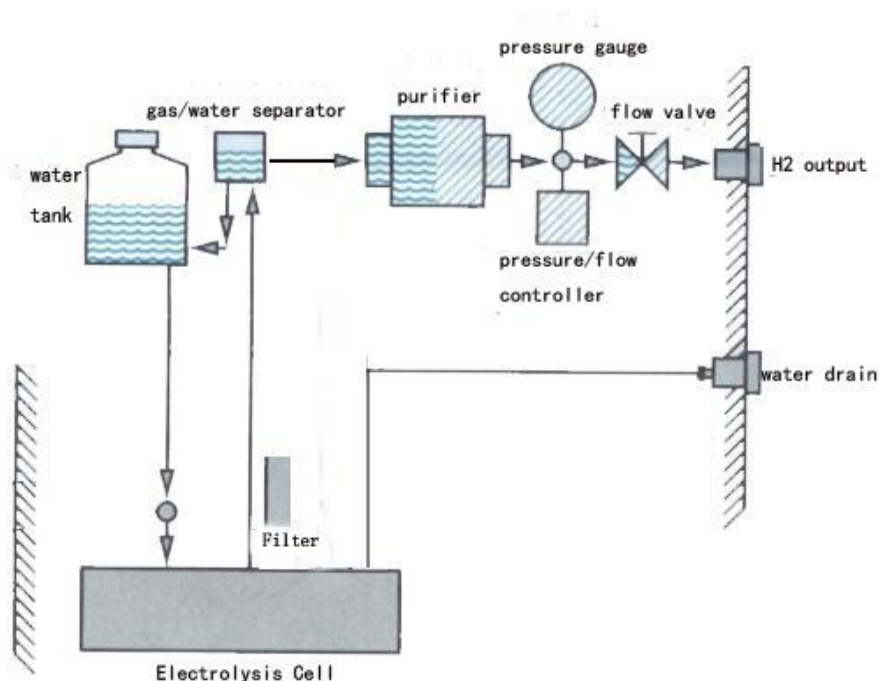 pressure gauge
gas/water separator
purifier
flow valve
water
tank
H2 output
pressure/flow
controller
water drain
Filter
Electrolysis Cell